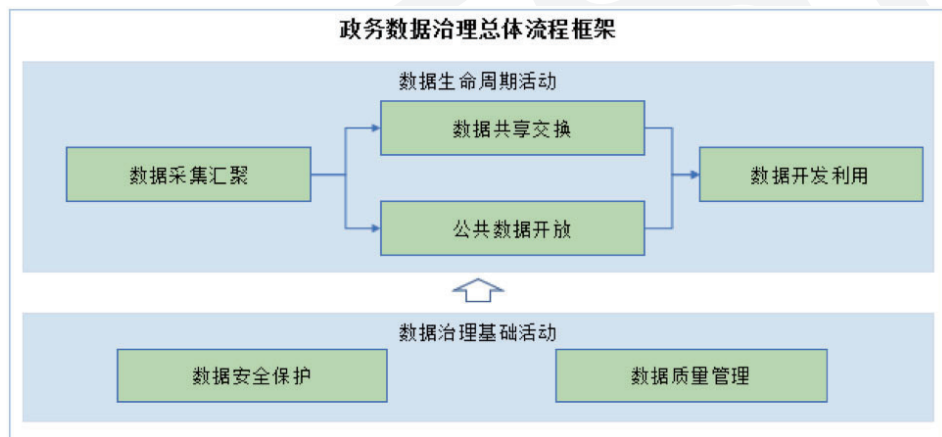 政务数据治理总体流程框架
数据生命周期活动
数据共享交换
数据采集汇聚
数据开发利用
公共数据开放
数据治理基础活动
数据安全保护
数据质量管理